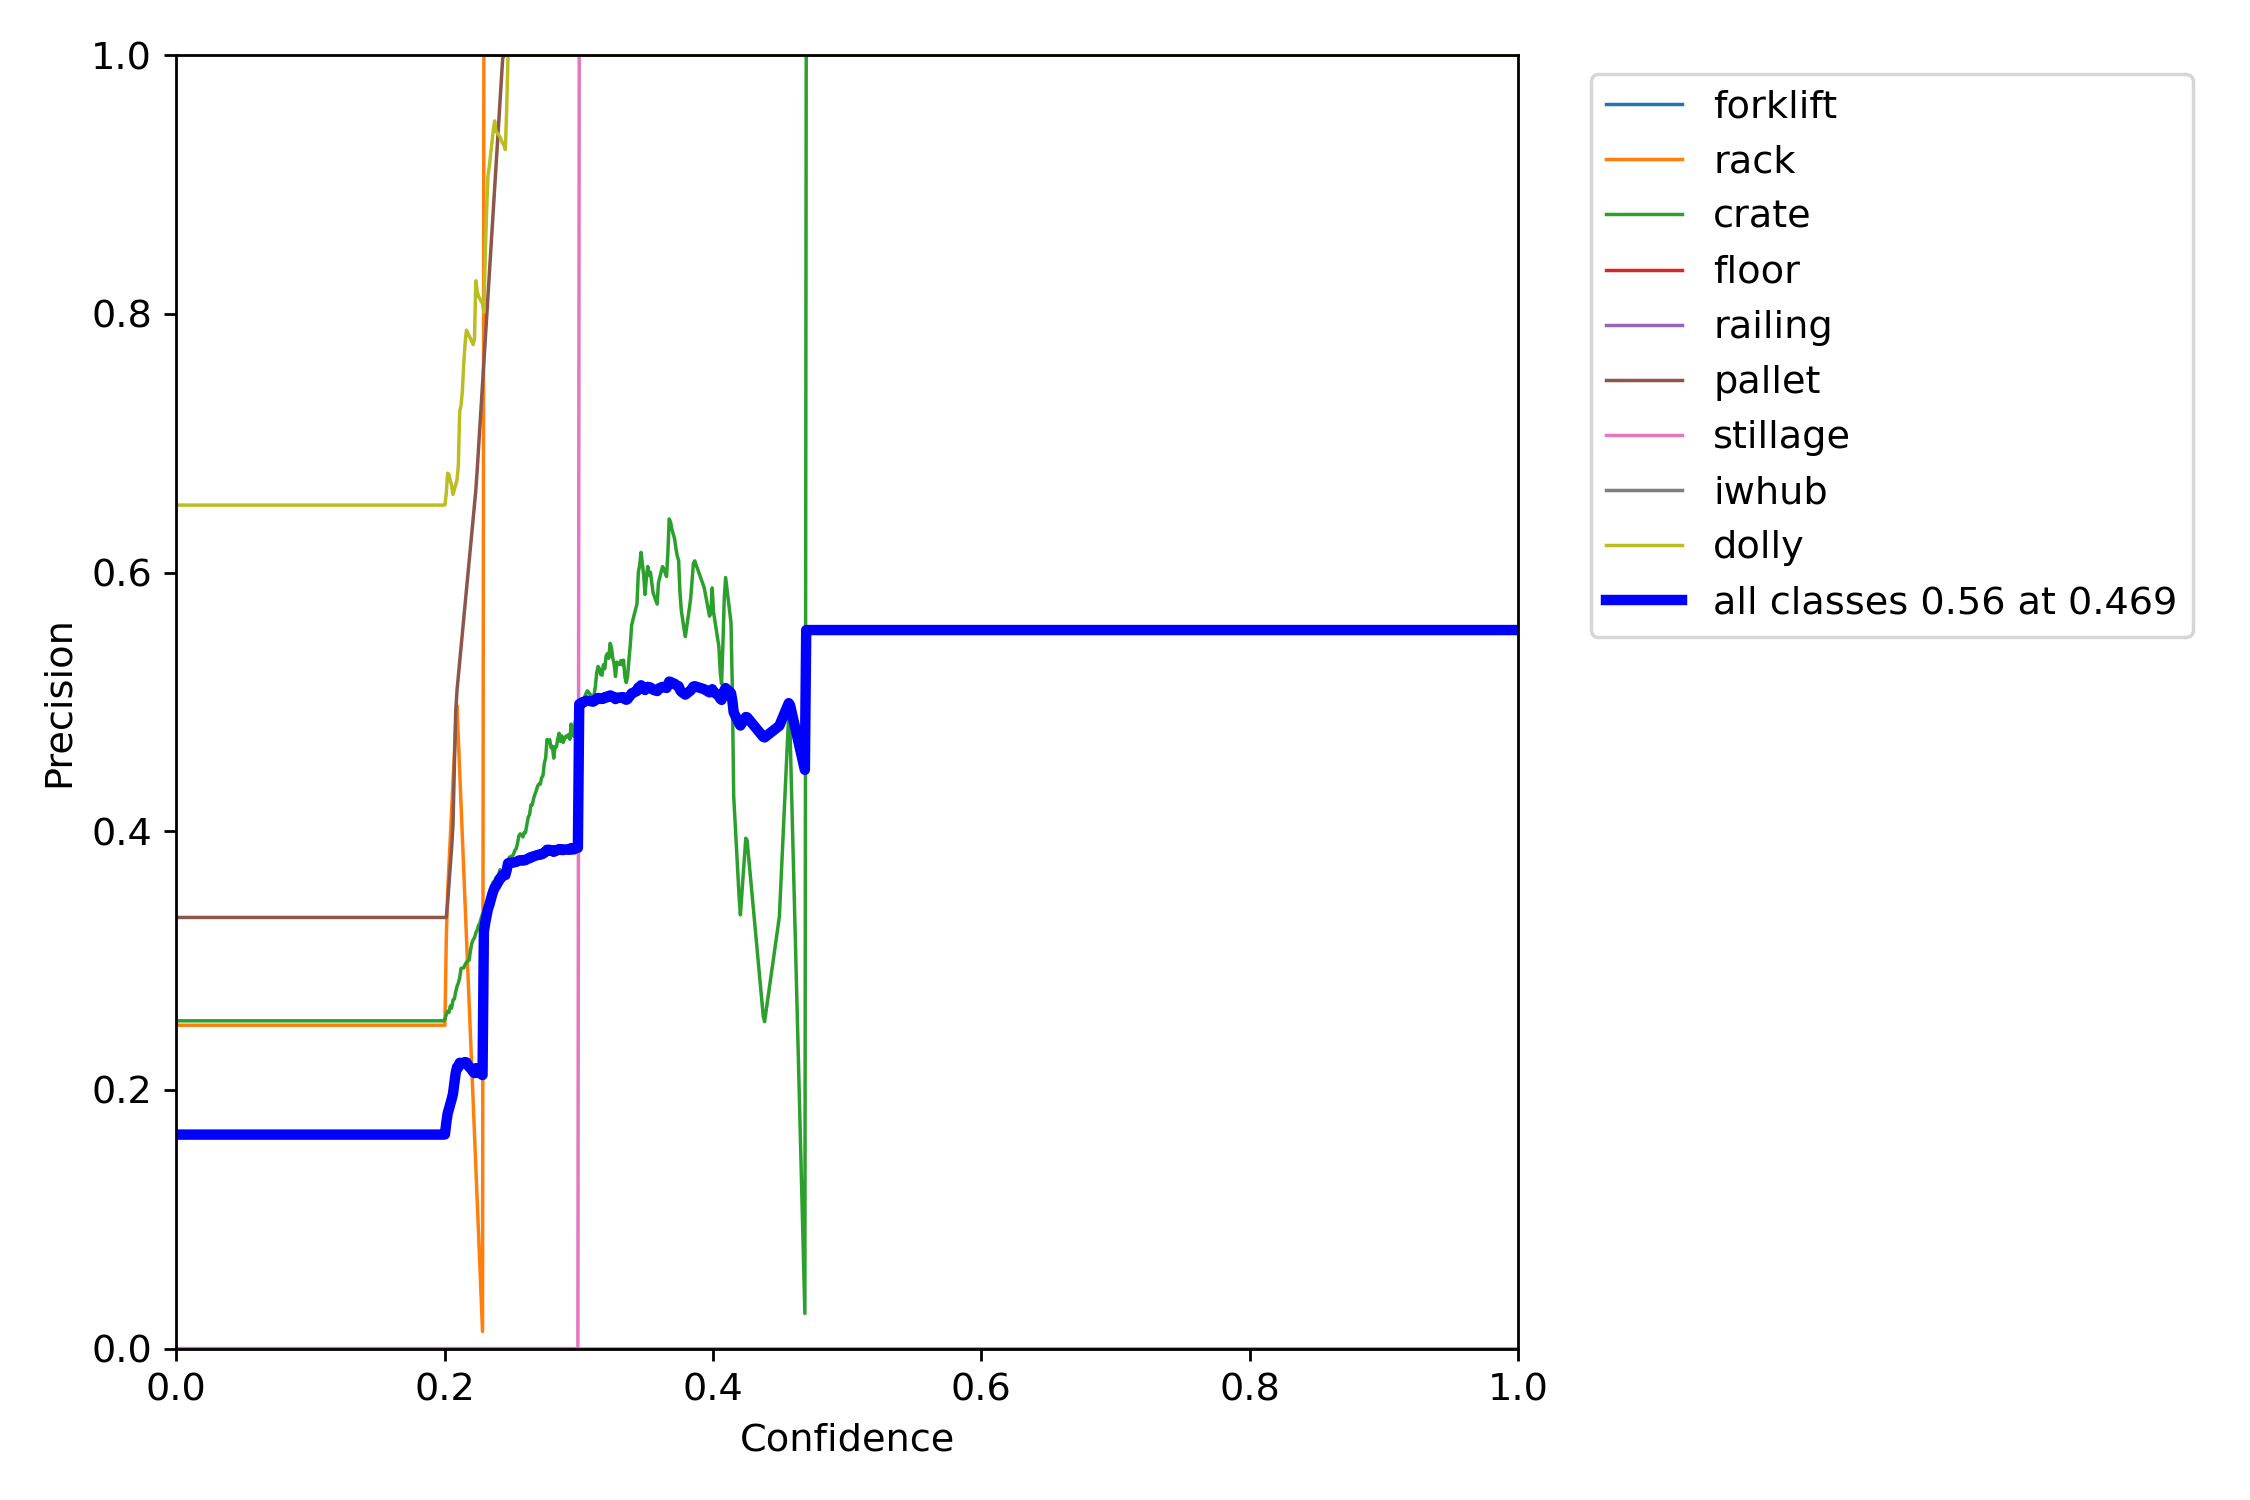 1.0
0.8
0.6
0.4
0.2
0.0
Precision
0.0 0.2 0.4 0.6 0.8 1.0
Confidence
forklift
rack
crate
floor
railing
pallet
stillage
iwhub
dolly
all classes 0.56 at 0.469